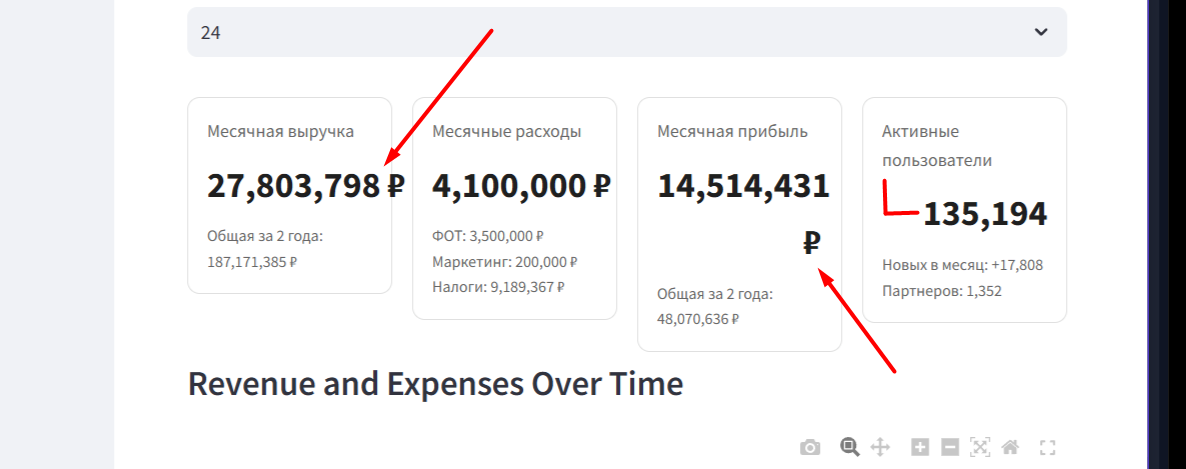 24
Месячная выручка
27,803,798 ₽
Общая за 2 года:
187,171,385 ₽
Месячные расходы
4,100,000 ₽
ФОТ: 3,500,000 ₽
Маркетинг: 200,000 ₽
Налоги: 9,189,367 ₽
Месячная прибыль
14,514,431
₽
Общая за 2 года:
48,070,636 ₽
Активные
пользователи
135,194
Новых в месяц: +17,808
Партнеров: 1,352
Revenue and Expenses Over Time